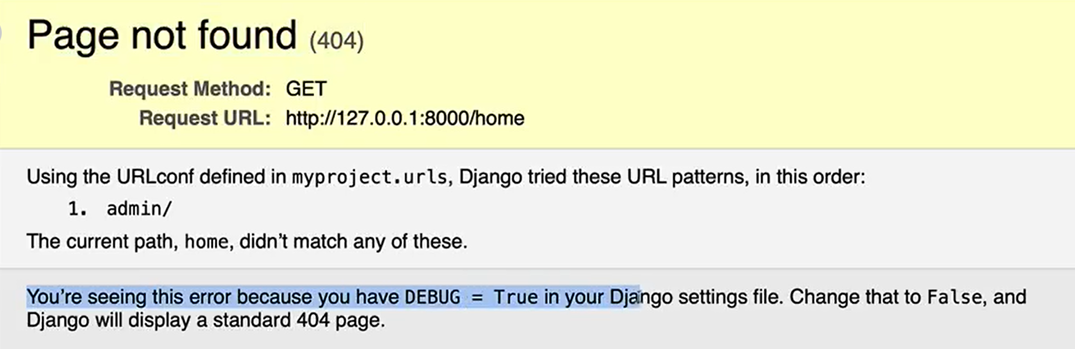 Page not found (404)
Request Method: GET
Request URL: http://127.0.0.1:8000/home
Using the URLconf defined in myproject.urls, Django tried these URL patterns, in this order:
1. admin/
The current path, home, didn’t match any of these.
You’re seeing this error because you have DEBUG = True in your Django settings file. Change that to False, and
Django will display a standard 404 page.